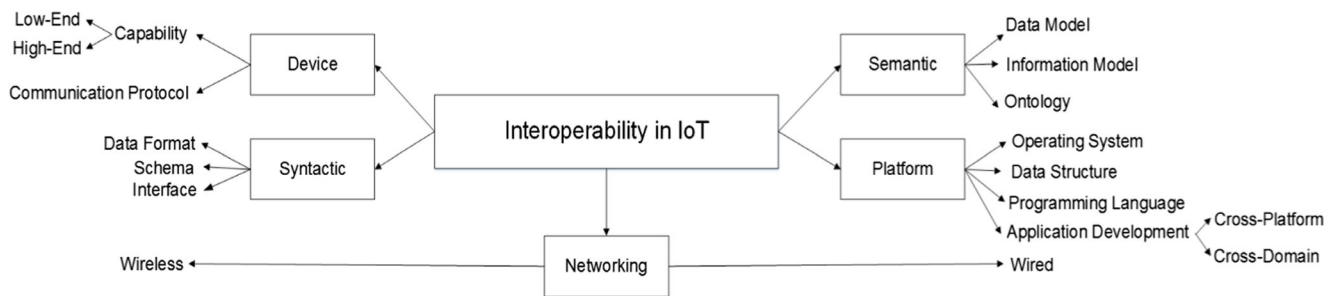 Low-End
High-End
Capability
Communication Protocol
Device
Data Format
Schema
Interface
Syntactic
Interoperability in IoT
Semantic
Data Model
Information Model
Ontology
Platform
Operating System
Data Structure
Programming Language
Application Development
Cross-Platform
Cross-Domain
Wireless
Networking
Wired